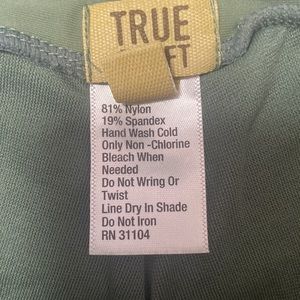 TRUE
FT
81% Nylon
19% Spandex
Hand Wash Cold
Only Non -Chlorine
Bleach When
Needed
Do Not Wring Or
Twist
Line Dry In Shade
Do Not Iron
RN 31104